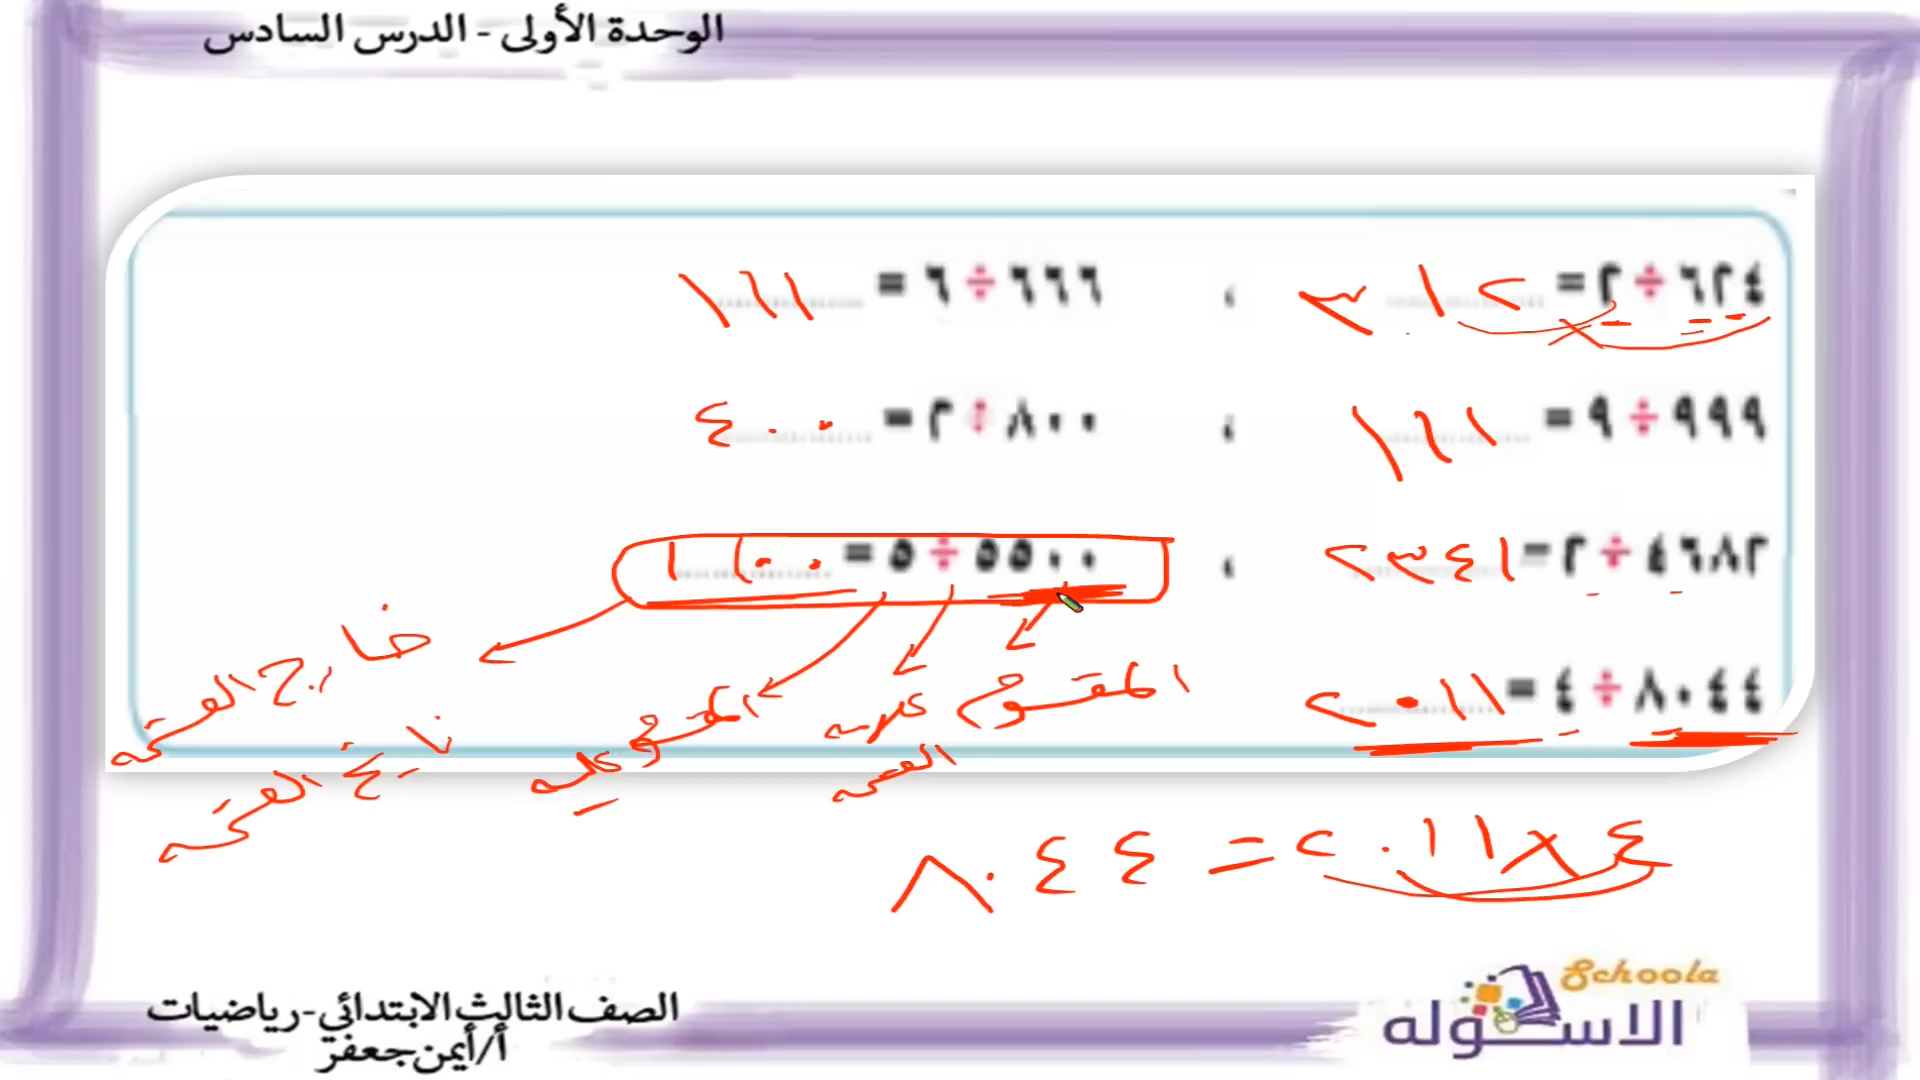 الوحدة الأولى - الدرس السادس
٦٢٤ ÷ ٢ = ٣١٢ ، ٦٦٦ ÷ ٦ = ١١١
٩٩٩ ÷ ٩ = ١١١ ، ٨٠٠ ÷ ٢ = ٤٠٠
٤٦٨٢ ÷ ٢ = ٢٣٤١ ، ٥٥٠٠ ÷ ٥ = ١١٠٠
٨٠٤٤ ÷ ٤ = ٢٠١١
المقسوم
علامة القسمة
المقسوم عليه
خارج القسمة
ناتج القسمة
٤ × ٢٠١١ = ٨٠٤٤
الصف الثالث الابتدائي - رياضيات
أ/أيمن جعفر
Schoola
الاسكوله